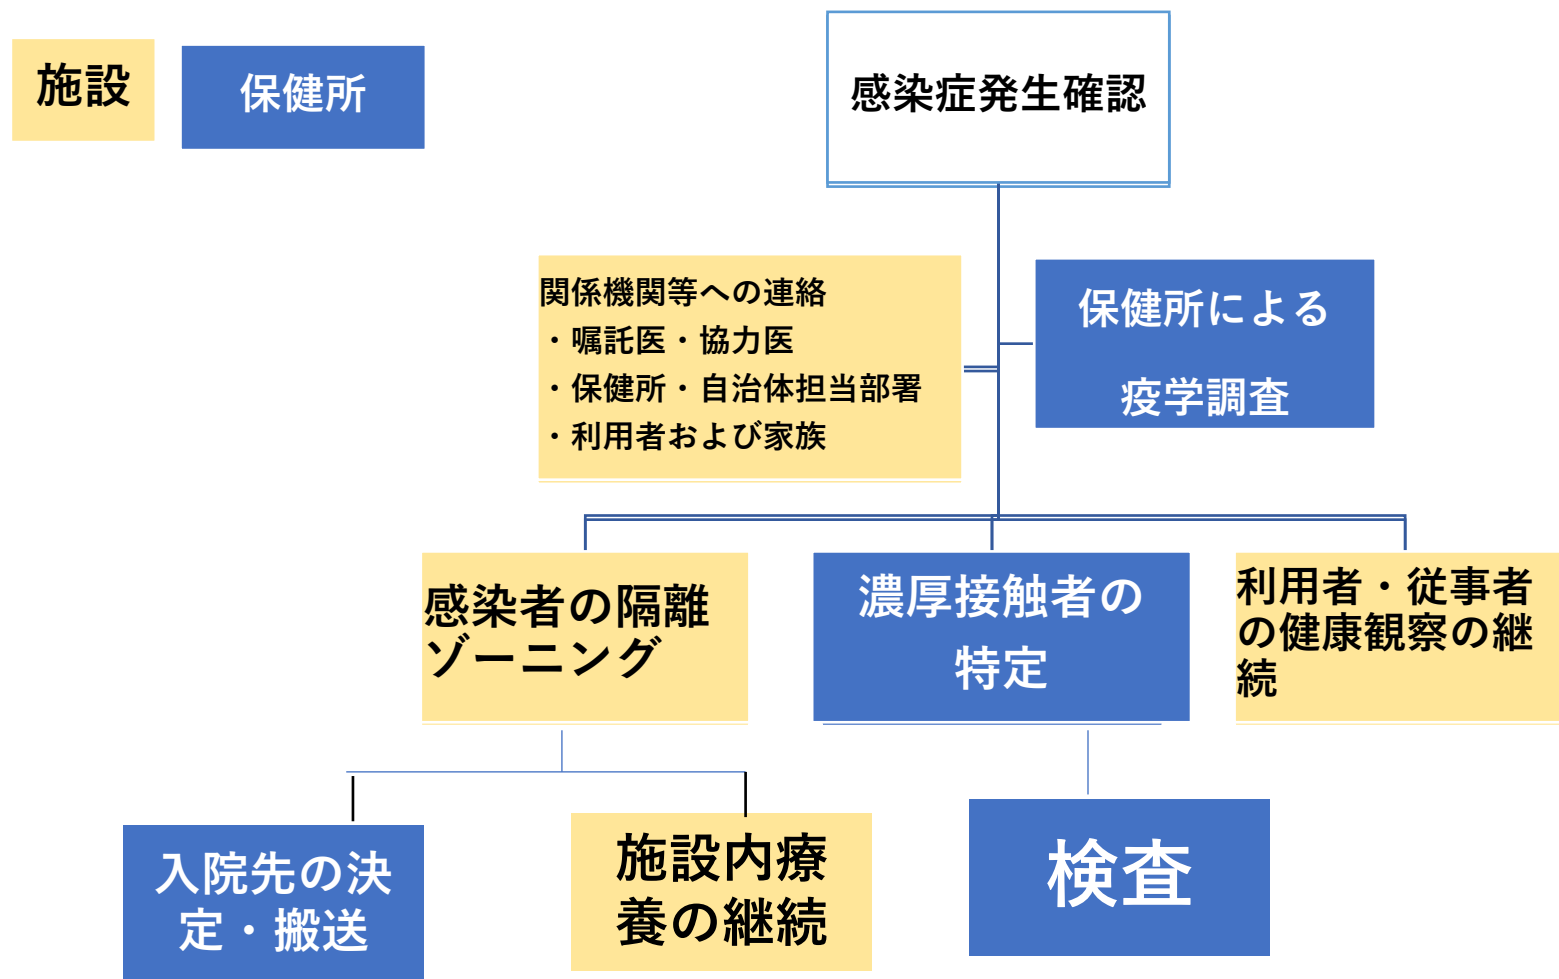 施設
保健所
感染症発生確認
関係機関等への連絡
・嘱託医・協力医
・保健所・自治体担当部署
・利用者および家族
保健所による
疫学調査
感染者の隔離
ゾーニング
濃厚接触者の
特定
利用者・従事者
の健康観察の継
続
入院先の決
定・搬送
施設内療
養の継続
検査